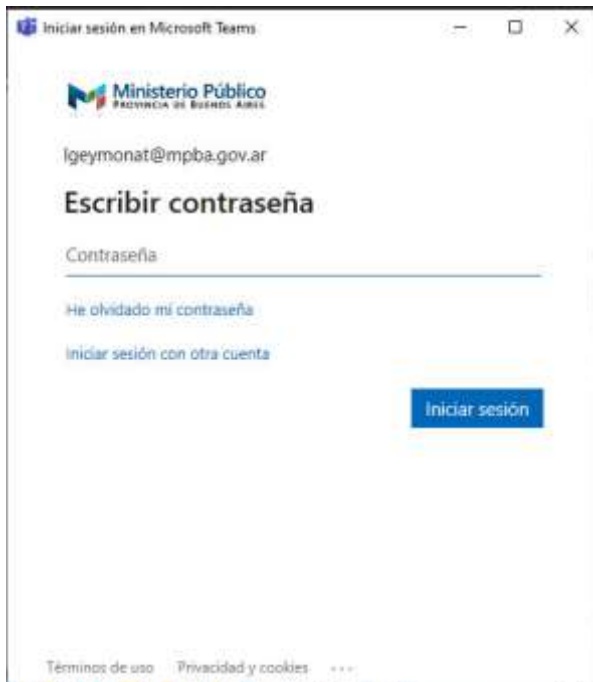 Iniciar sesión en Microsoft Teams
Ministerio Público
PROVINCIA DE BUENOS AIRES
lgeymonat@mpba.gov.ar
Escribir contraseña
Contraseña
He olvidado mi contraseña
Iniciar sesión con otra cuenta
Iniciar sesión
Términos de uso Privacidad y cookies ...